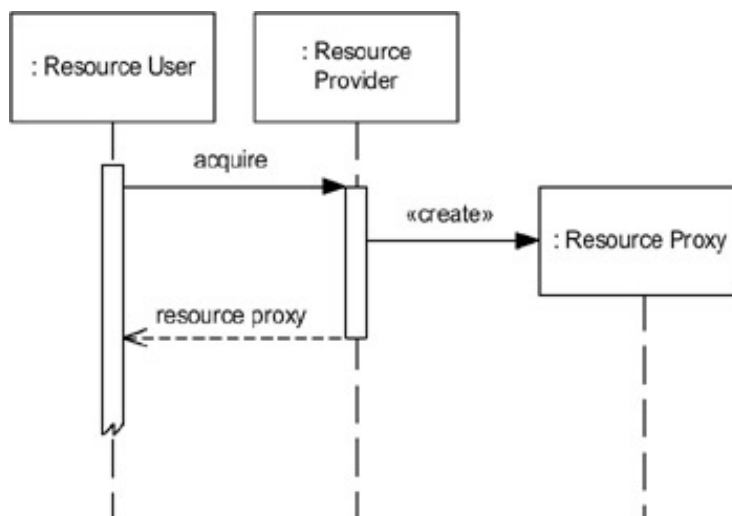 : Resource User
: Resource
Provider
acquire
«create»
: Resource Proxy
resource proxy